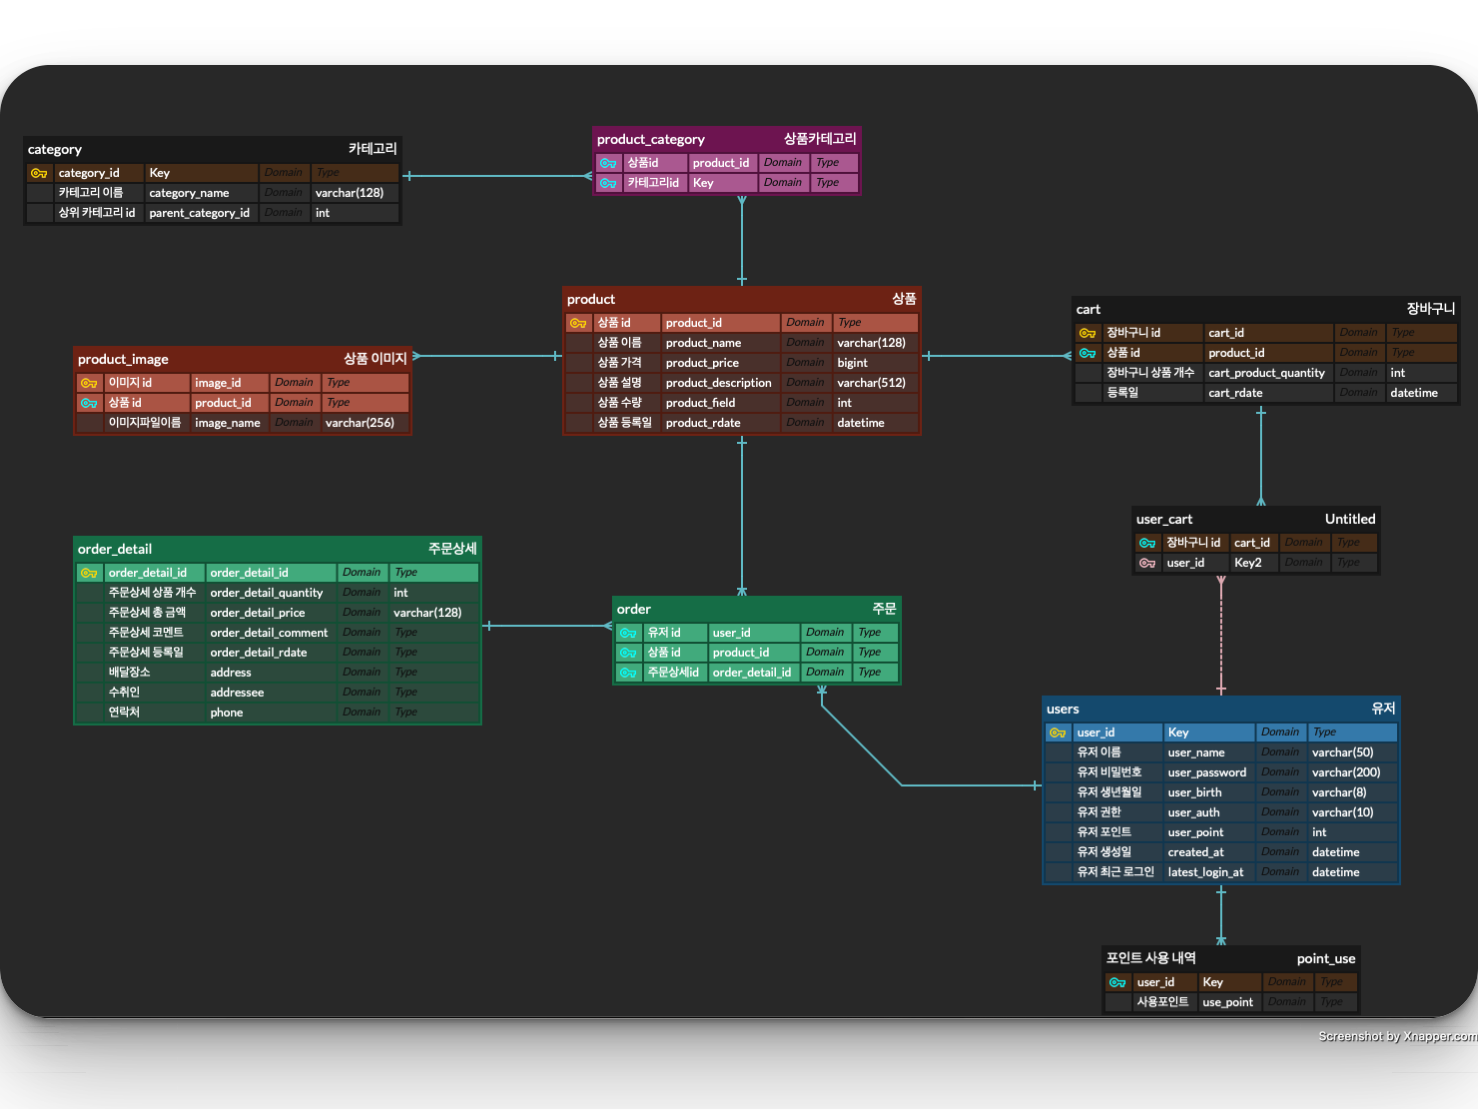 category 카테고리
category_id Key Domain Type
카테고리 이름 category_name Domain varchar(128)
상위 카테고리 id parent_category_id Domain int
product_category 상품카테고리
상품id product_id Domain Type
카테고리id Key Domain Type
product 상품
상품 id product_id Domain Type
상품 이름 product_name Domain varchar(128)
상품 가격 product_price Domain bigint
상품 설명 product_description Domain varchar(512)
상품 수량 product_field Domain int
상품 등록일 product_rdate Domain datetime
cart 장바구니
장바구니 id cart_id Domain Type
상품 id product_id Domain Type
장바구니 상품 개수 cart_product_quantity Domain int
등록일 cart_rdate Domain datetime
product_image 상품 이미지
이미지 id image_id Domain Type
상품 id product_id Domain Type
이미지파일이름 image_name Domain varchar(256)
user_cart Untitled
장바구니 id cart_id Domain Type
user_id Key2 Domain Type
order_detail 주문상세
order_detail_id order_detail_id Domain Type
주문상세 상품 개수 order_detail_quantity Domain int
주문상세 총 금액 order_detail_price Domain varchar(128)
주문상세 코멘트 order_detail_comment Domain Type
주문상세 등록일 order_detail_rdate Domain Type
배달장소 address Domain Type
수취인 addressee Domain Type
연락처 phone Domain Type
order 주문
유저 id user_id Domain Type
상품 id product_id Domain Type
주문상세id order_detail_id Domain Type
users 유저
user_id Key Domain Type
유저 이름 user_name Domain varchar(50)
유저 비밀번호 user_password Domain varchar(200)
유저 생년월일 user_birth Domain varchar(8)
유저 권한 user_auth Domain varchar(10)
유저 포인트 user_point Domain int
유저 생성일 created_at Domain datetime
유저 최근 로그인 latest_login_at Domain datetime
포인트 사용 내역 point_use
user_id Key Domain Type
사용포인트 use_point Domain Type
Screenshot by Xnapper.com